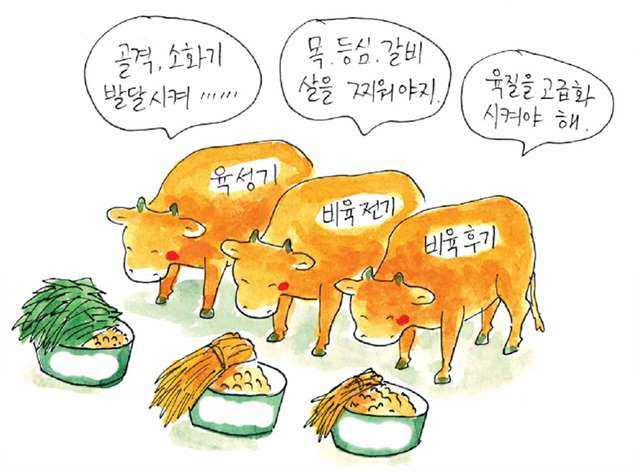 골격, 소화기
발달시켜 ……
목.등심.갈비
살을 찌워야지.
육질을 고급화
시켜야 해.
육성기
비육전기
비육후기